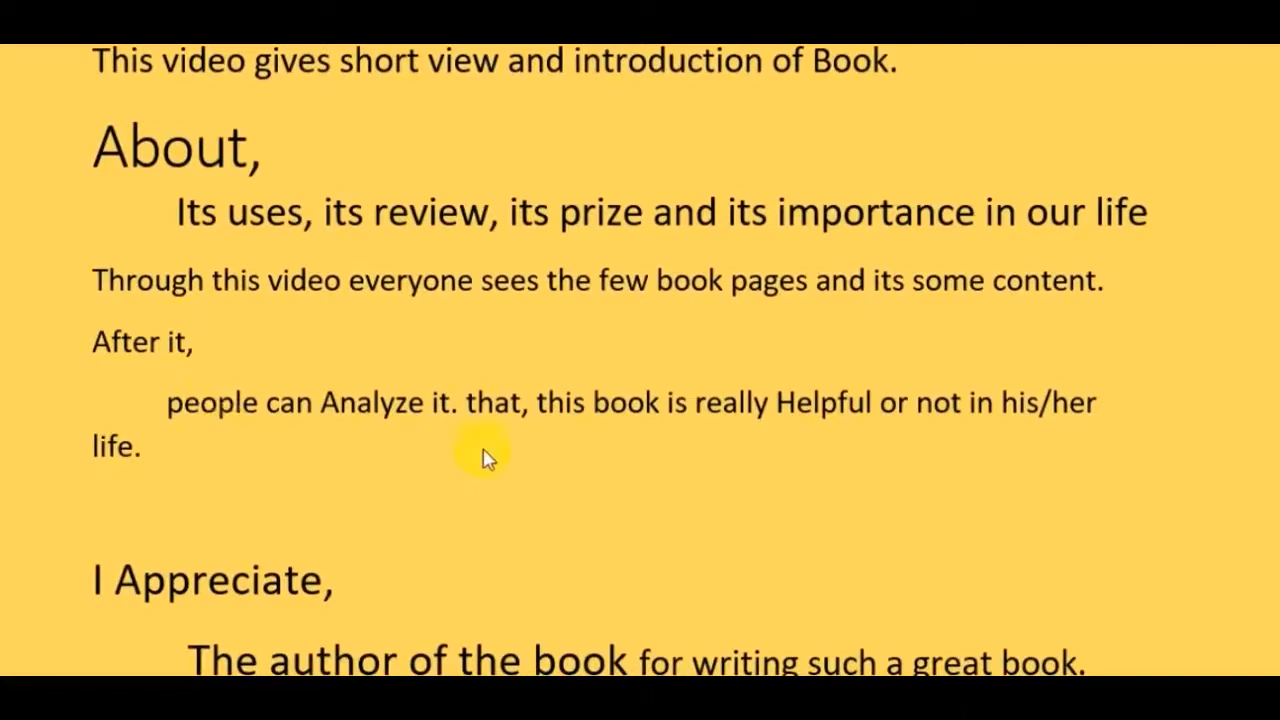 This video gives short view and introduction of Book.
About,
Its uses, its review, its prize and its importance in our life
Through this video everyone sees the few book pages and its some content.
After it,
people can Analyze it. that, this book is really Helpful or not in his/her
life.
I Appreciate,
The author of the book for writing such a great book.